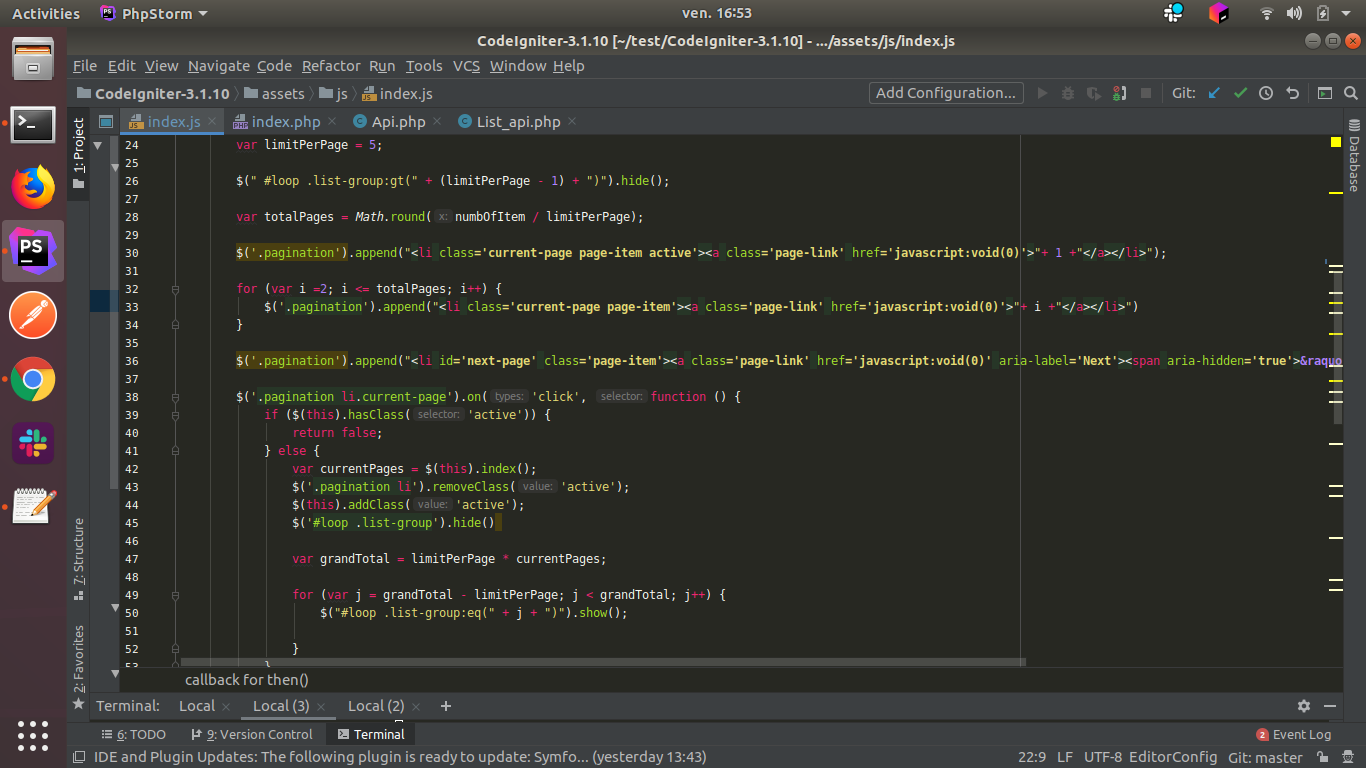 Activities PhpStorm ven. 16:53
CodeIgniter-3.1.10 [~/test/CodeIgniter-3.1.10] - .../assets/js/index.js
File Edit View Navigate Code Refactor Run Tools VCS Window Help
CodeIgniter-3.1.10 assets js index.js Add Configuration... Git:
index.js index.php Api.php List_api.php
1: Project
7: Structure
2: Favorites
Database
24 var limitPerPage = 5;
25
26 $(" #loop .list-group:gt(" + (limitPerPage - 1) + ")").hide();
27
28 var totalPages = Math.round( x: numbOfItem / limitPerPage);
29
30 $('.pagination').append("<li class='current-page page-item active'><a class='page-link' href='javascript:void(0)'>"+ 1 +"</a></li>");
31
32 for (var i =2; i <= totalPages; i++) {
33 $('.pagination').append("<li class='current-page page-item'><a class='page-link' href='javascript:void(0)'>"+ i +"</a></li>")
34 }
35
36 $('.pagination').append("<li id='next-page' class='page-item'><a class='page-link' href='javascript:void(0)' aria-label='Next'><span aria-hidden='true'>&raquo
37
38 $('.pagination li.current-page').on( types: 'click', selector: function () {
39 if ($(this).hasClass( selector: 'active')) {
40 return false;
41 } else {
42 var currentPages = $(this).index();
43 $('.pagination li').removeClass( value: 'active');
44 $(this).addClass( value: 'active');
45 $('#loop .list-group').hide()
46
47 var grandTotal = limitPerPage * currentPages;
48
49 for (var j = grandTotal - limitPerPage; j < grandTotal; j++) {
50 $("#loop .list-group:eq(" + j + ")").show();
51
52 }
53 }
callback for then()
Terminal: Local Local (3) Local (2)
6: TODO 9: Version Control Terminal 2 Event Log
IDE and Plugin Updates: The following plugin is ready to update: Symfo... (yesterday 13:43) 22:9 LF UTF-8 EditorConfig Git: master